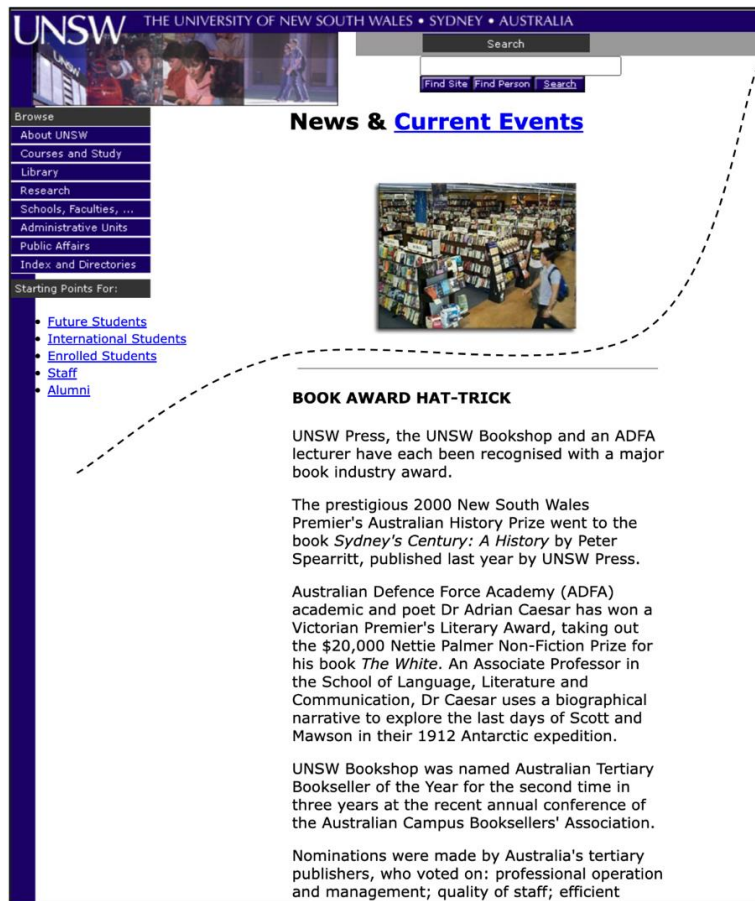 UNSW
THE UNIVERSITY OF NEW SOUTH WALES • SYDNEY • AUSTRALIA
Search
Find Site Find Person Search
Browse
About UNSW
Courses and Study
Library
Research
Schools, Faculties, ...
Administrative Units
Public Affairs
Index and Directories
Starting Points For:
• Future Students
• International Students
• Enrolled Students
• Staff
• Alumni
News & Current Events
BOOK AWARD HAT-TRICK
UNSW Press, the UNSW Bookshop and an ADFA
lecturer have each been recognised with a major
book industry award.
The prestigious 2000 New South Wales
Premier's Australian History Prize went to the
book Sydney's Century: A History by Peter
Spearritt, published last year by UNSW Press.
Australian Defence Force Academy (ADFA)
academic and poet Dr Adrian Caesar has won a
Victorian Premier's Literary Award, taking out
the $20,000 Nettie Palmer Non-Fiction Prize for
his book The White. An Associate Professor in
the School of Language, Literature and
Communication, Dr Caesar uses a biographical
narrative to explore the last days of Scott and
Mawson in their 1912 Antarctic expedition.
UNSW Bookshop was named Australian Tertiary
Bookseller of the Year for the second time in
three years at the recent annual conference of
the Australian Campus Booksellers' Association.
Nominations were made by Australia's tertiary
publishers, who voted on: professional operation
and management; quality of staff; efficient